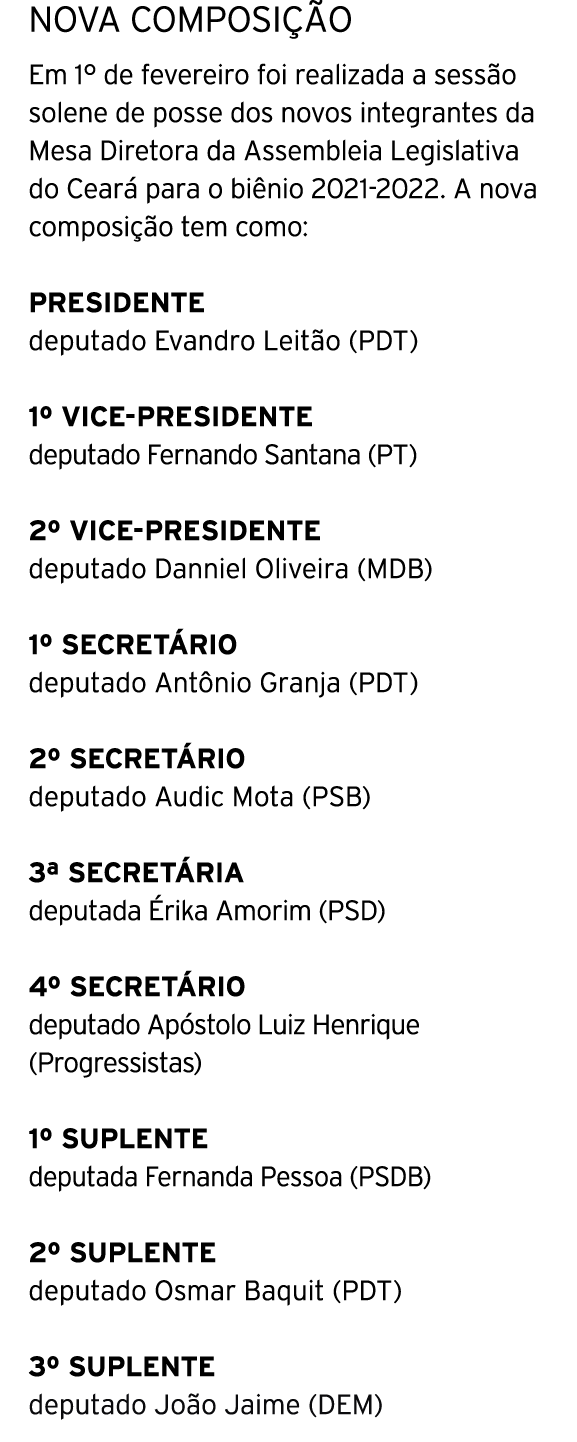 NOVA COMPOSIÇÃO
Em 1º de fevereiro foi realizada a sessão
solene de posse dos novos integrantes da
Mesa Diretora da Assembleia Legislativa
do Ceará para o biênio 2021-2022. A nova
composição tem como:
PRESIDENTE
deputado Evandro Leitão (PDT)
1º VICE-PRESIDENTE
deputado Fernando Santana (PT)
2º VICE-PRESIDENTE
deputado Danniel Oliveira (MDB)
1º SECRETÁRIO
deputado Antônio Granja (PDT)
2º SECRETÁRIO
deputado Audic Mota (PSB)
3ª SECRETÁRIA
deputada Érika Amorim (PSD)
4º SECRETÁRIO
deputado Apóstolo Luiz Henrique
(Progressistas)
1º SUPLENTE
deputada Fernanda Pessoa (PSDB)
2º SUPLENTE
deputado Osmar Baquit (PDT)
3º SUPLENTE
deputado João Jaime (DEM)